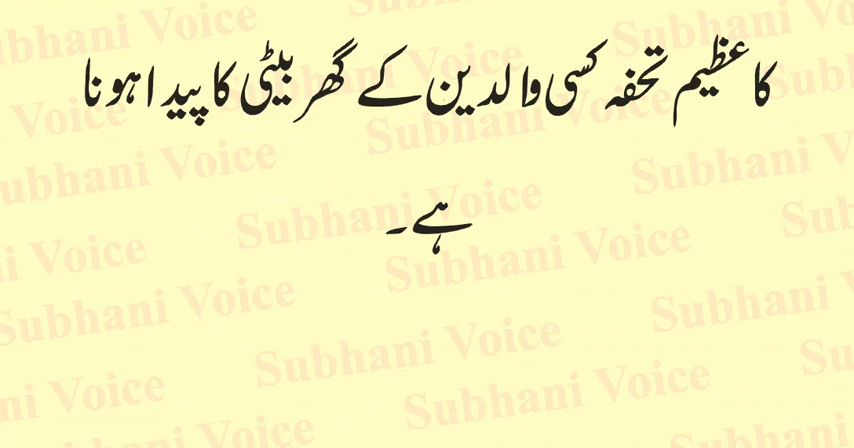 کا عظیم تحفہ کسی والدین کے گھر بیٹی کا پیدا ہونا
ہے۔
Subhani Voice